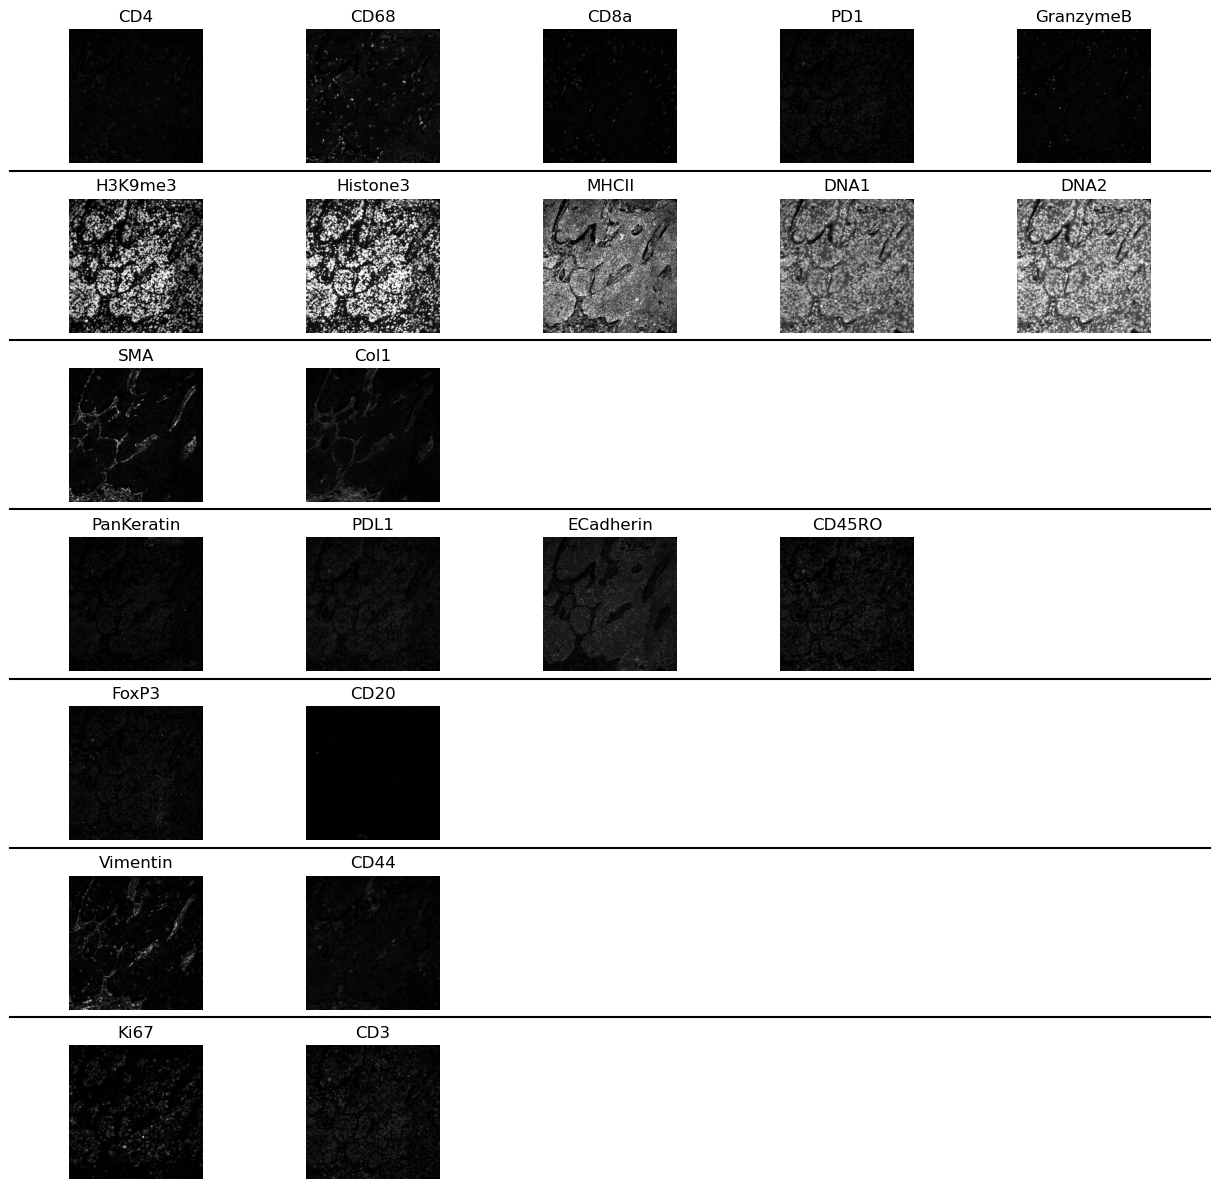 CD4 CD68 CD8a PD1 GranzymeB
H3K9me3 Histone3 MHCII DNA1 DNA2
SMA Col1
PanKeratin PDL1 ECadherin CD45RO
FoxP3 CD20
Vimentin CD44
Ki67 CD3